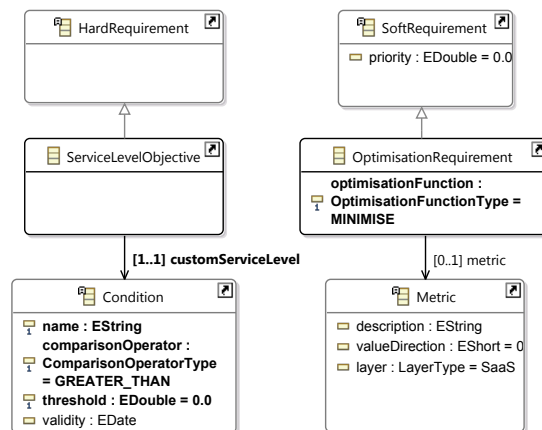 HardRequirement
SoftRequirement
priority : EDouble = 0.0
ServiceLevelObjective
OptimisationRequirement
optimisationFunction :
OptimisationFunctionType =
MINIMISE
[1..1] customServiceLevel
[0..1] metric
Condition
name : EString
comparisonOperator :
ComparisonOperatorType
= GREATER_THAN
threshold : EDouble = 0.0
validity : EDate
Metric
description : EString
valueDirection : EShort = 0
layer : LayerType = SaaS